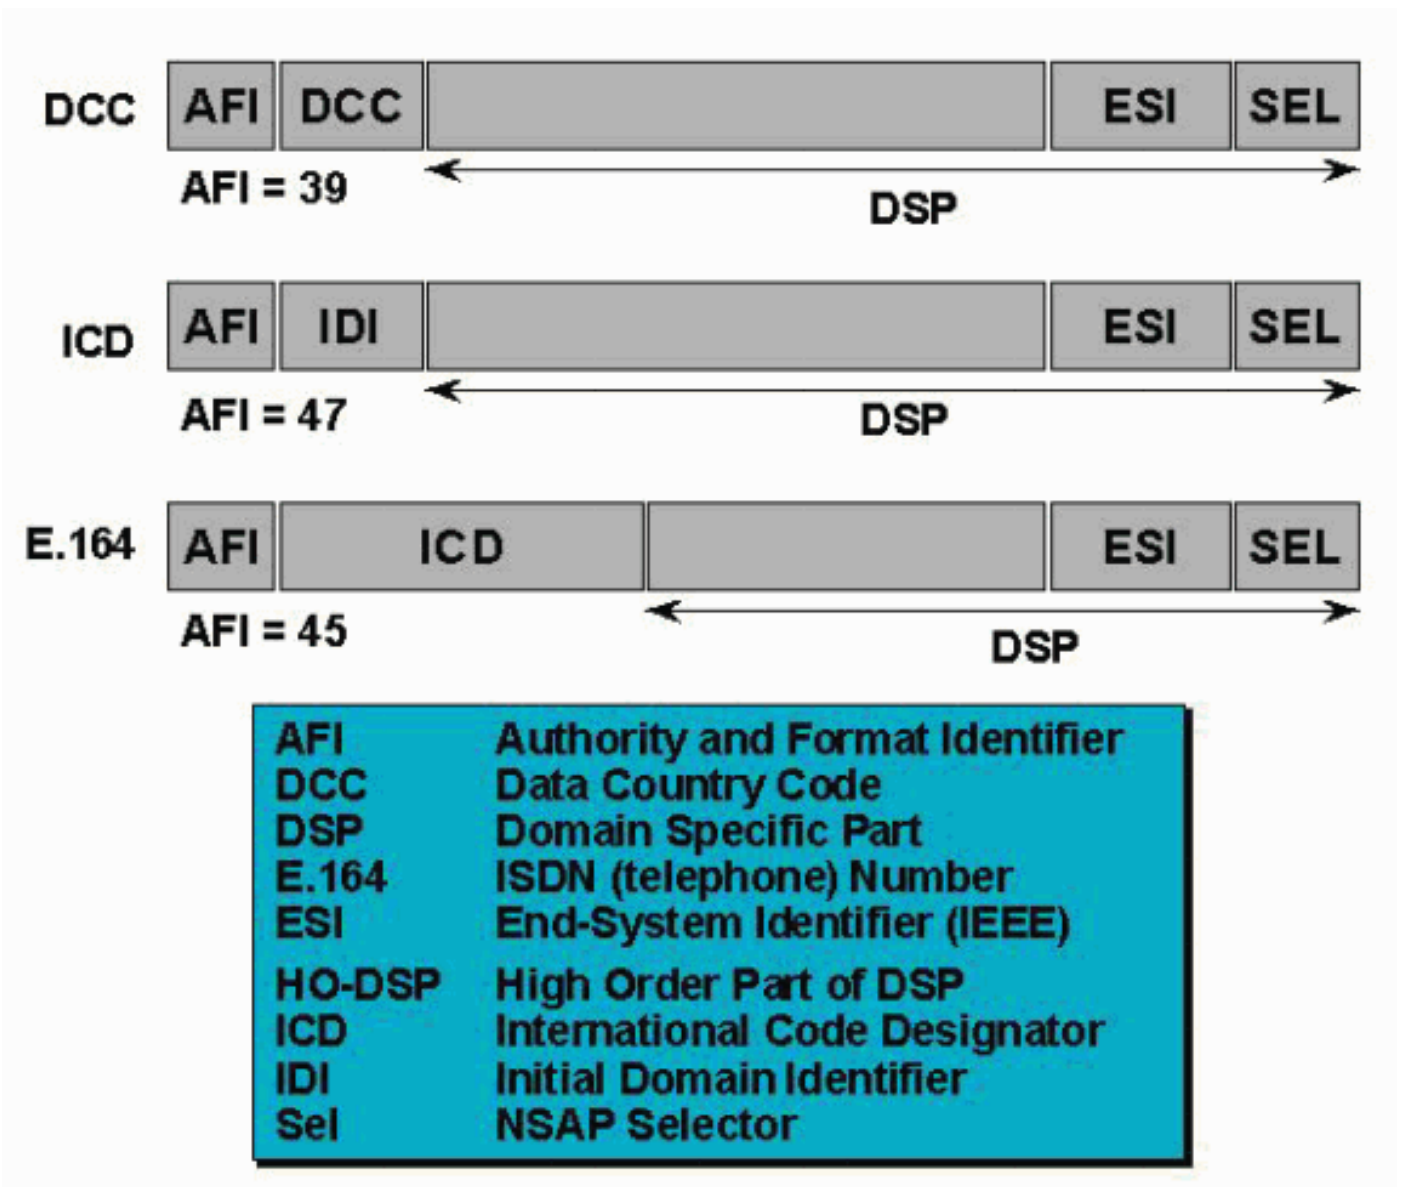 DCC AFI DCC ESI SEL
AFI = 39
DSP
ICD AFI IDI ESI SEL
AFI = 47
DSP
E.164 AFI ICD ESI SEL
AFI = 45
DSP
AFI Authority and Format Identifier
DCC Data Country Code
DSP Domain Specific Part
E.164 ISDN (telephone) Number
ESI End-System Identifier (IEEE)
HO-DSP High Order Part of DSP
ICD International Code Designator
IDI Initial Domain Identifier
Sel NSAP Selector